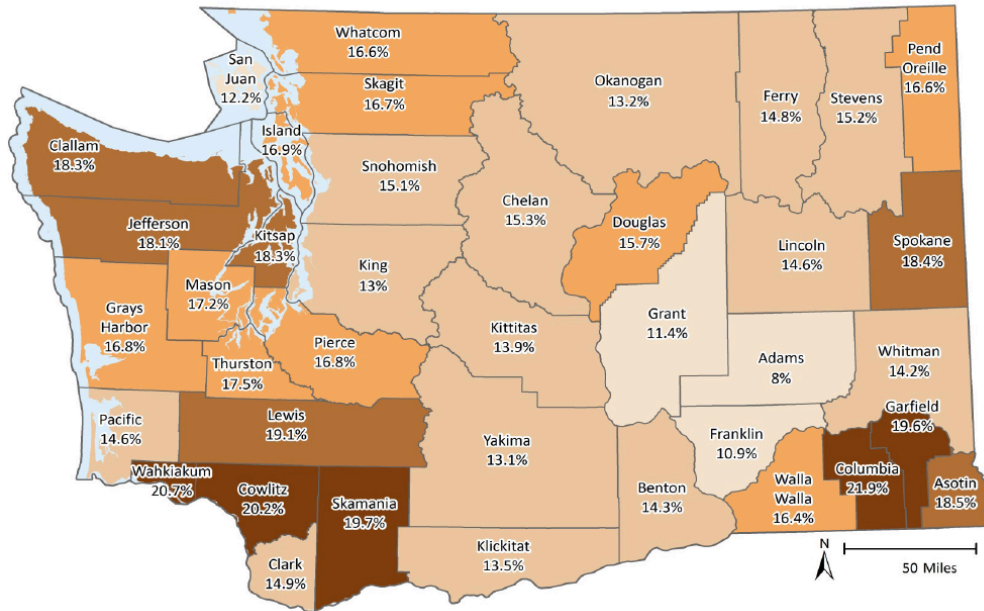 Whatcom
16.6%
San
Juan
12.2%
Skagit
16.7%
Okanogan
13.2%
Ferry
14.8%
Stevens
15.2%
Pend
Oreille
16.6%
Island
16.9%
Clallam
18.3%
Snohomish
15.1%
Chelan
15.3%
Douglas
15.7%
Jefferson
18.1%
Kitsap
18.3%
Lincoln
14.6%
Spokane
18.4%
King
13%
Mason
17.2%
Grays
Harbor
16.8%
Kittitas
13.9%
Grant
11.4%
Pierce
16.8%
Thurston
17.5%
Adams
8%
Whitman
14.2%
Pacific
14.6%
Lewis
19.1%
Yakima
13.1%
Franklin
10.9%
Garfield
19.6%
Wahkiakum
20.7%
Cowlitz
20.2%
Skamania
19.7%
Benton
14.3%
Walla
Walla
16.4%
Columbia
21.9%
Asotin
18.5%
Clark
14.9%
Klickitat
13.5%
N
50 Miles